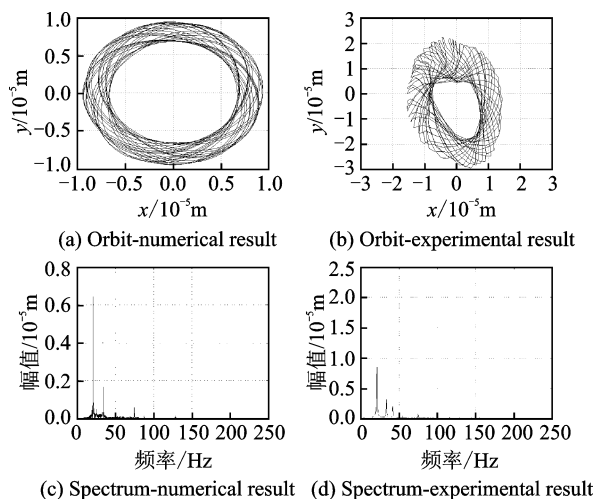 1.0
0.5
0.0
−0.5
−1.0
y/10⁻⁵m
−1.0 −0.5 0.0 0.5 1.0
x/10⁻⁵m
(a) Orbit-numerical result
3
2
1
0
−1
−2
−3
y/10⁻⁵m
−3 −2 −1 0 1 2 3
x/10⁻⁵m
(b) Orbit-experimental result
0.8
0.6
0.4
0.2
0.0
幅值/10⁻⁵m
0 50 100 150 200 250
频率/Hz
(c) Spectrum-numerical result
2.5
2.0
1.5
1.0
0.5
0.0
幅值/10⁻⁵m
0 50 100 150 200 250
频率/Hz
(d) Spectrum-experimental result